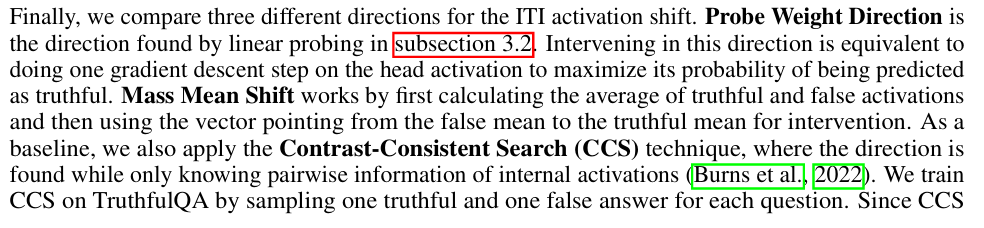 Finally, we compare three different directions for the ITI activation shift. Probe Weight Direction is
the direction found by linear probing in subsection 3.2. Intervening in this direction is equivalent to
doing one gradient descent step on the head activation to maximize its probability of being predicted
as truthful. Mass Mean Shift works by first calculating the average of truthful and false activations
and then using the vector pointing from the false mean to the truthful mean for intervention. As a
baseline, we also apply the Contrast-Consistent Search (CCS) technique, where the direction is
found while only knowing pairwise information of internal activations (Burns et al., 2022). We train
CCS on TruthfulQA by sampling one truthful and one false answer for each question. Since CCS